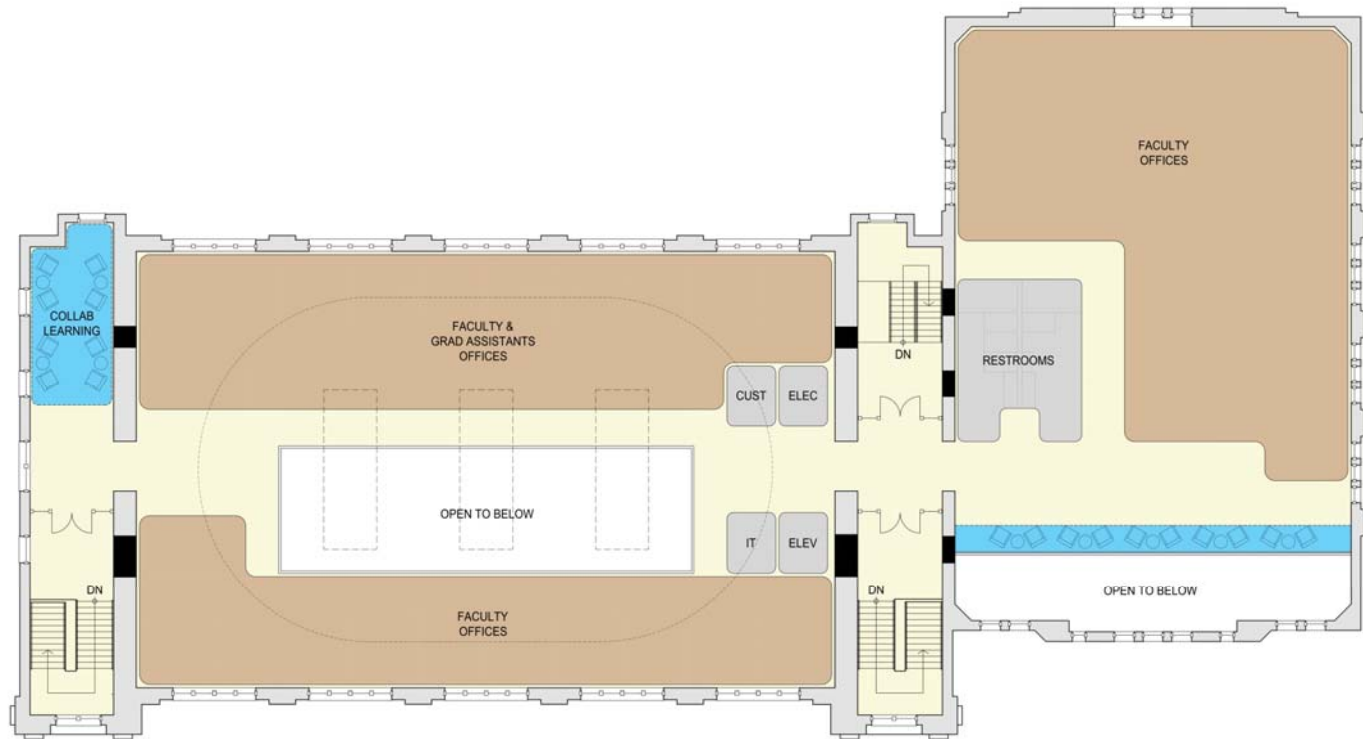 FACULTY
OFFICES
COLLAB
LEARNING
FACULTY &
GRAD ASSISTANTS
OFFICES
DN
RESTROOMS
CUST
ELEC
OPEN TO BELOW
IT
ELEV
DN
DN
OPEN TO BELOW
FACULTY
OFFICES